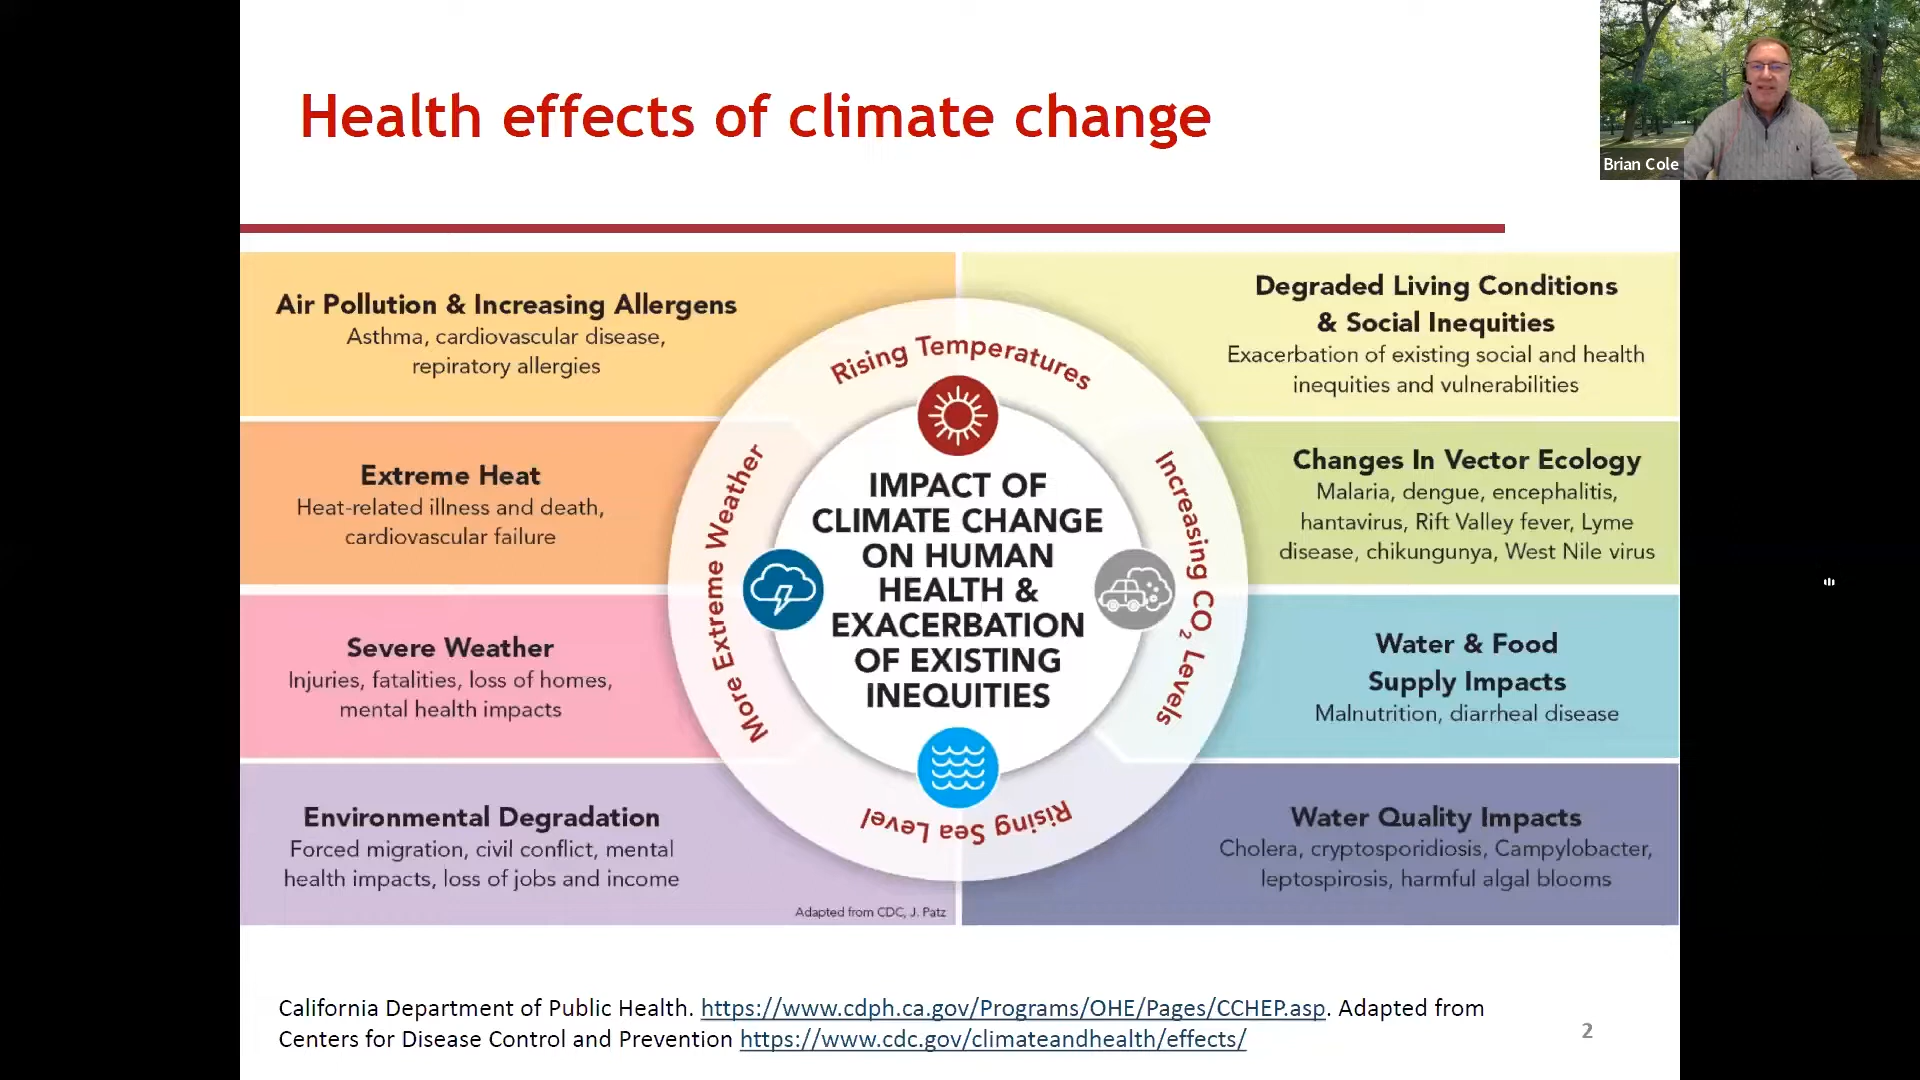 Health effects of climate change
Brian Cole
Air Pollution & Increasing Allergens
Asthma, cardiovascular disease,
repiratory allergies
Extreme Heat
Heat-related illness and death,
cardiovascular failure
Severe Weather
Injuries, fatalities, loss of homes,
mental health impacts
Environmental Degradation
Forced migration, civil conflict, mental
health impacts, loss of jobs and income
Adapted from CDC, J. Patz
Rising Temperatures
More Extreme Weather
IMPACT OF
CLIMATE CHANGE
ON HUMAN
HEALTH &
EXACERBATION
OF EXISTING
INEQUITIES
Increasing CO2 Levels
Rising Sea Level
Degraded Living Conditions
& Social Inequities
Exacerbation of existing social and health
inequities and vulnerabilities
Changes In Vector Ecology
Malaria, dengue, encephalitis,
hantavirus, Rift Valley fever, Lyme
disease, chikungunya, West Nile virus
Water & Food
Supply Impacts
Malnutrition, diarrheal disease
Water Quality Impacts
Cholera, cryptosporidiosis, Campylobacter,
leptospirosis, harmful algal blooms
California Department of Public Health. https://www.cdph.ca.gov/Programs/OHE/Pages/CCHEP.asp. Adapted from
Centers for Disease Control and Prevention https://www.cdc.gov/climateandhealth/effects/
2